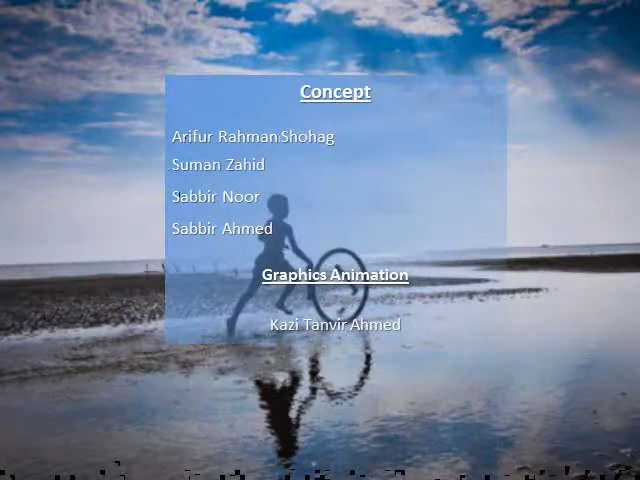 Concept
Arifur Rahman Shohag
Suman Zahid
Sabbir Noor
Sabbir Ahmed
Graphics Animation
Kazi Tanvir Ahmed